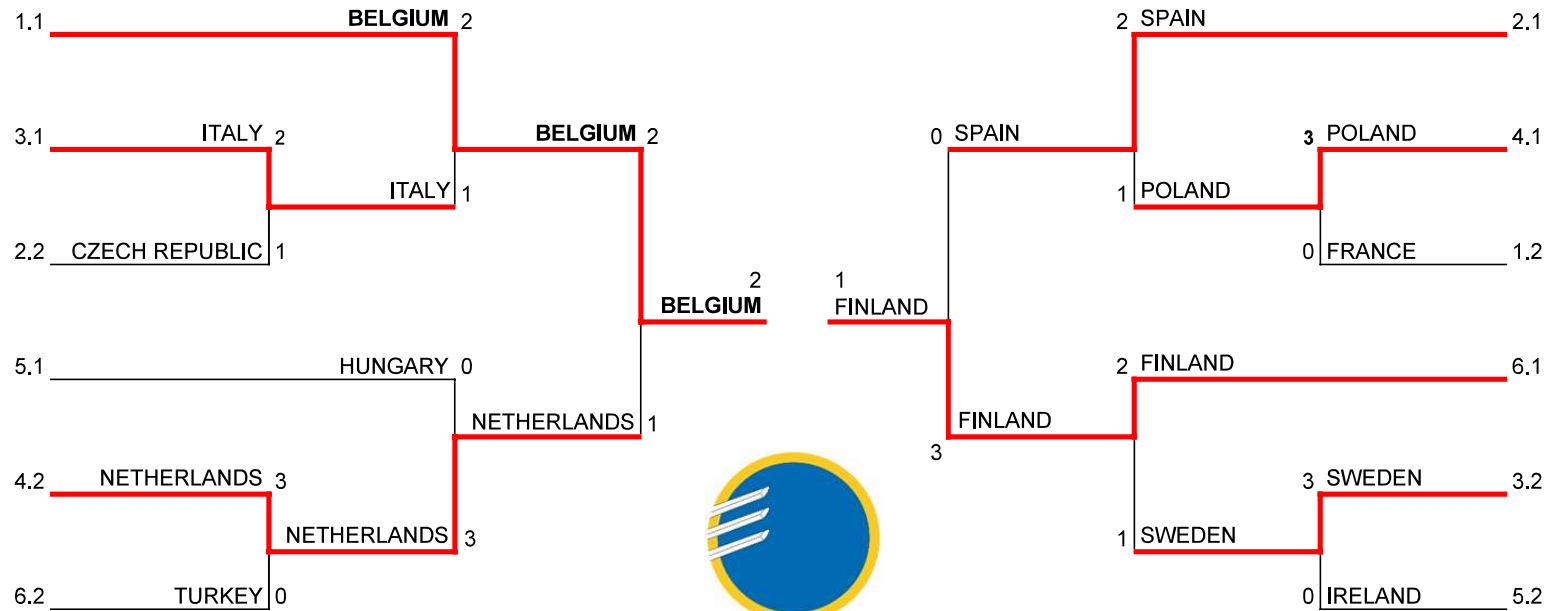 1.1 BELGIUM 2 2 SPAIN 2.1
3.1 ITALY 2 BELGIUM 2 0 SPAIN 3 POLAND 4.1
ITALY 1 1 POLAND
2.2 CZECH REPUBLIC 1 0 FRANCE 1.2
2 1
BELGIUM FINLAND
5.1 HUNGARY 0 2 FINLAND 6.1
NETHERLANDS 1 FINLAND
3
4.2 NETHERLANDS 3 3 SWEDEN 3.2
NETHERLANDS 3 1 SWEDEN
6.2 TURKEY 0 0 IRELAND 5.2